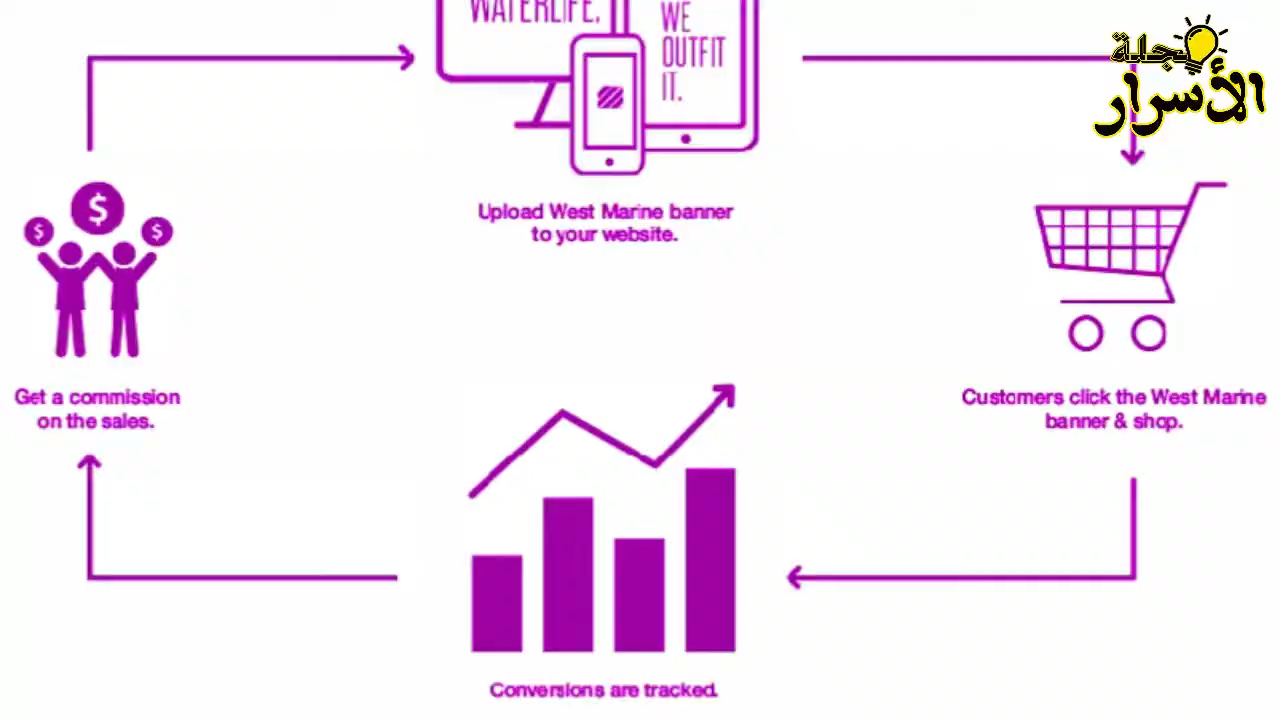 WATERLIFE.
WE
OUTFIT
IT.
مجلة
الأسرار
Upload West Marine banner
to your website.
$
$
$
Get a commission
on the sales.
Customers click the West Marine
banner & shop.
Conversions are tracked.